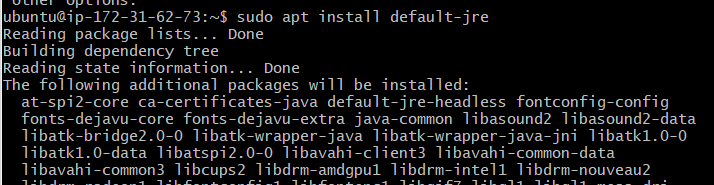 other options:
ubuntu@ip-172-31-62-73:~$ sudo apt install default-jre
Reading package lists... Done
Building dependency tree
Reading state information... Done
The following additional packages will be installed:
at-spi2-core ca-certificates-java default-jre-headless fontconfig-config
fonts-dejavu-core fonts-dejavu-extra java-common libasound2 libasound2-data
libatk-bridge2.0-0 libatk-wrapper-java libatk-wrapper-java-jni libatk1.0-0
libatk1.0-data libatspi2.0-0 libavahi-client3 libavahi-common-data
libavahi-common3 libcups2 libdrm-amdgpu1 libdrm-intel1 libdrm-nouveau2